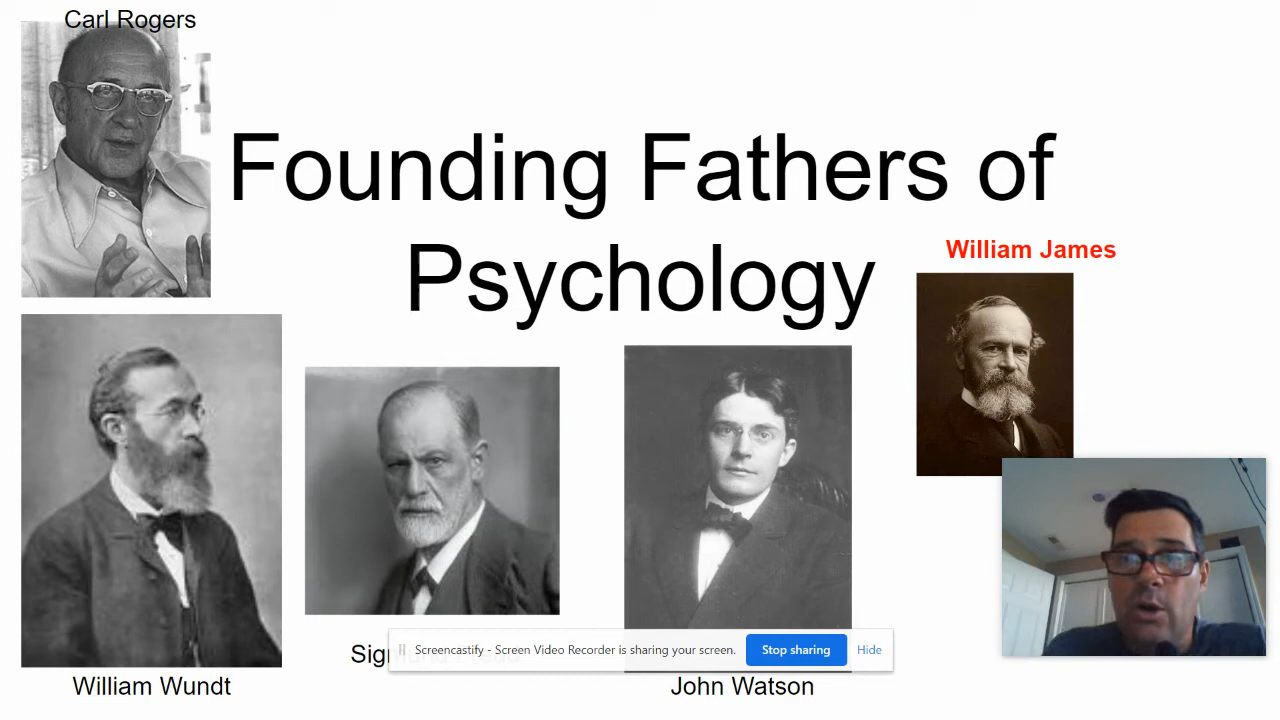 Carl Rogers
Founding Fathers of
Psychology
William James
Screencastify - Screen Video Recorder is sharing your screen.
Stop sharing
Hide
William Wundt
John Watson